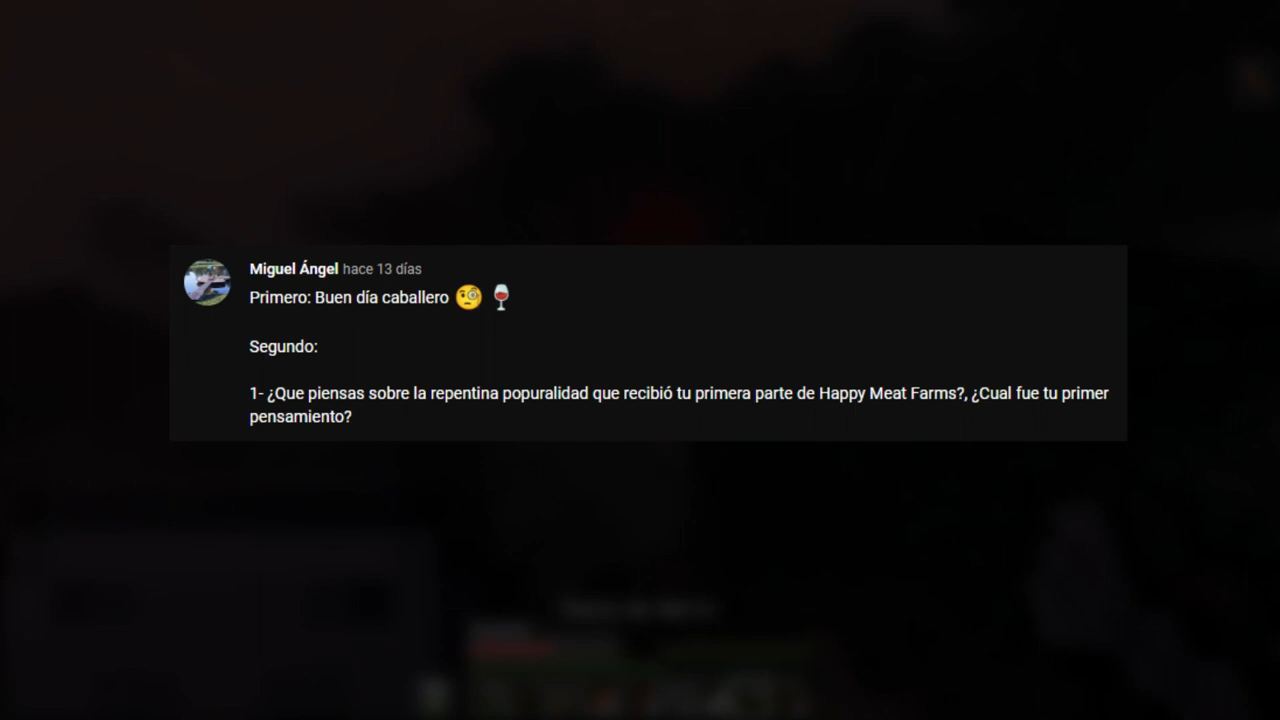 Miguel Ángel hace 13 días
Primero: Buen día caballero 🧐 🍷
Segundo:
1- ¿Que piensas sobre la repentina popuralidad que recibió tu primera parte de Happy Meat Farms?, ¿Cual fue tu primer
pensamiento?